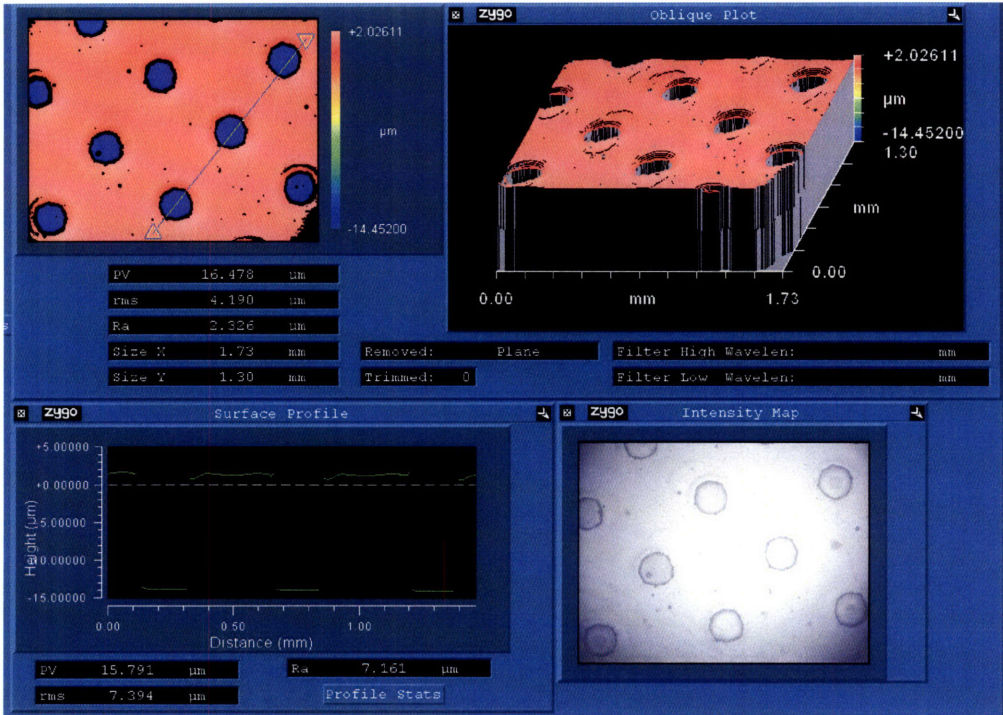 +2.02611
µm
-14.45200
zygo Oblique Plot
+2.02611
µm
-14.45200
1.30
mm
0.00
0.00 mm 1.73
PV 16.478 µm
rms 4.190 µm
Ra 2.326 µm
Size X 1.73 mm
Size Y 1.30 mm
Removed: Plane
Trimmed: 0
Filter High Wavelen: mm
Filter Low Wavelen: mm
zygo Surface Profile
+5.00000
+0.00000
-5.00000
-10.00000
-15.00000
Height (µm)
0.00 0.50 1.00
Distance (mm)
PV 15.791 µm
rms 7.394 µm
Ra 7.161 µm
Profile Stats
zygo Intensity Map